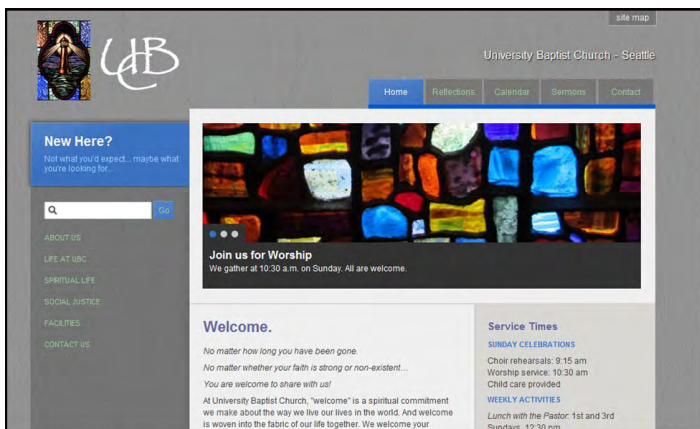 site map
UBC
University Baptist Church - Seattle
Home Reflections Calendar Sermons Contact
New Here?
Not what you'd expect... maybe what
you're looking for...
Go
ABOUT US
LIFE AT UBC
SPIRITUAL LIFE
SOCIAL JUSTICE
FACILITIES
CONTACT US
Join us for Worship
We gather at 10:30 a.m. on Sunday. All are welcome.
Welcome.
No matter how long you have been gone.
No matter whether your faith is strong or non-existent...
You are welcome to share with us!
At University Baptist Church, "welcome" is a spiritual commitment
we make about the way we live our lives in the world. And welcome
is woven into the fabric of our life together. We welcome your
Service Times
SUNDAY CELEBRATIONS
Choir rehearsals: 9:15 am
Worship service: 10:30 am
Child care provided
WEEKLY ACTIVITIES
Lunch with the Pastor: 1st and 3rd
Sundays, 12:30 pm